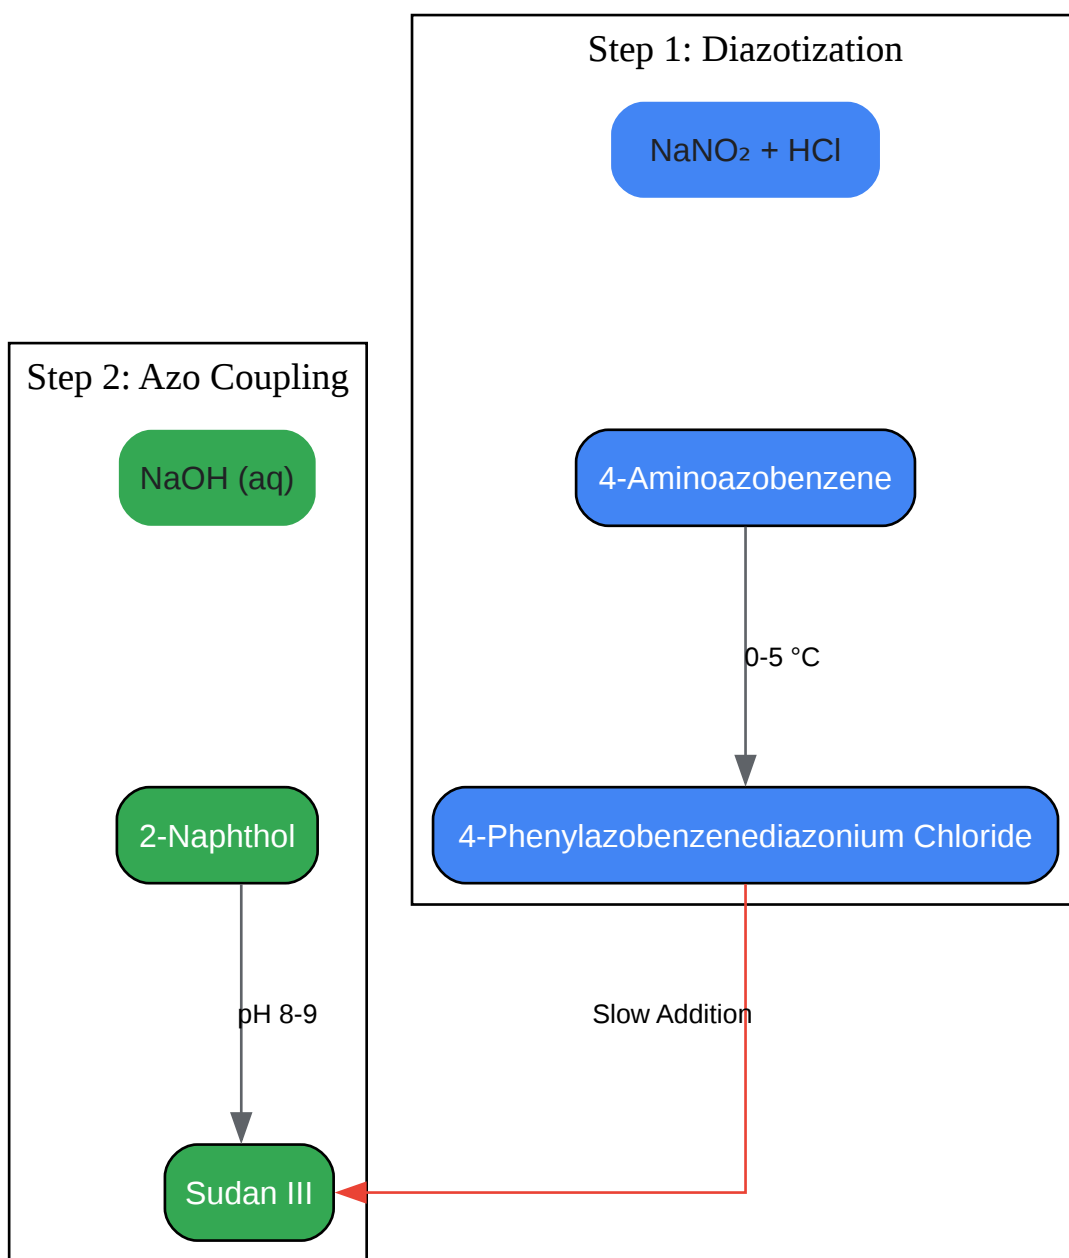 Step 1: Diazotization
NaNO₂ + HCl
4-Aminoazobenzene
0-5 °C
4-Phenylazobenzenediazonium Chloride
Slow Addition
Step 2: Azo Coupling
NaOH (aq)
2-Naphthol
pH 8-9
Sudan III